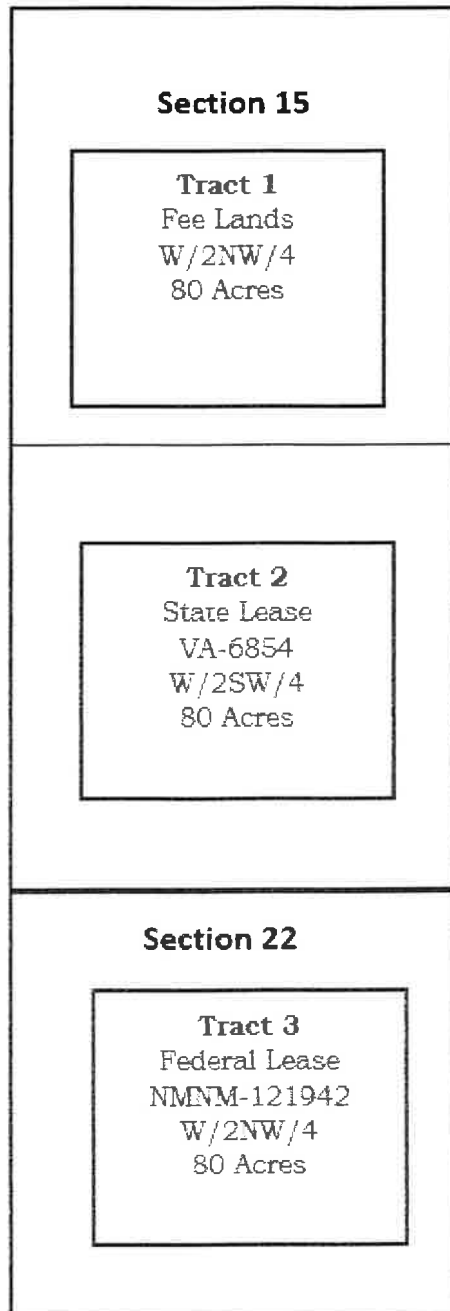 Section 15
Tract 1
Fee Lands
W/2NW/4
80 Acres
Tract 2
State Lease
VA-6854
W/2SW/4
80 Acres
Section 22
Tract 3
Federal Lease
NMNM-121942
W/2NW/4
80 Acres